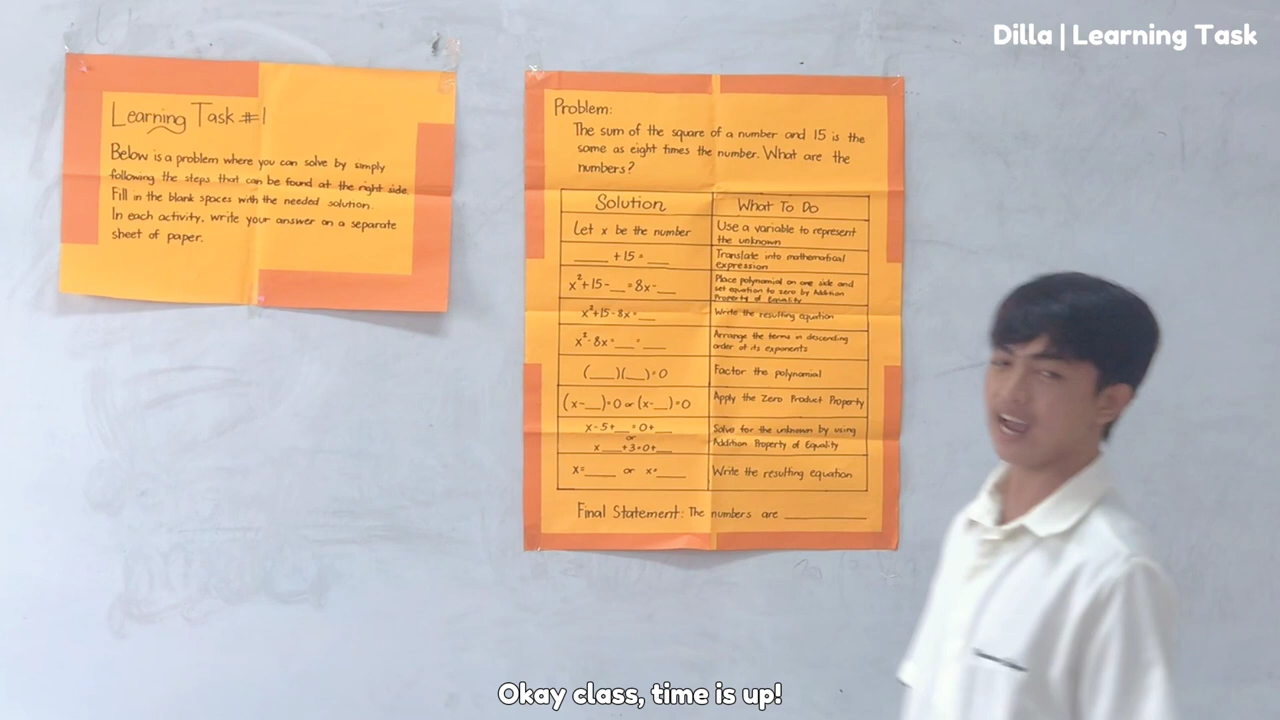 Dilla | Learning Task
Learning Task #1
Below is a problem where you can solve by simply
following the steps that can be found at the right side.
Fill in the blank spaces with the needed solution.
In each activity, write your answer on a separate
sheet of paper.
Problem:
The sum of the square of a number and 15 is the
same as eight times the number. What are the
numbers?
Solution
What To Do
Let x be the number
Use a variable to represent
the unknown
____ + 15 = ___
Translate into mathematical
expression
x²+15-__=8x-___
Place polynomial on one side and
set equation to zero by Addition
Property of Equality
x²+15-8x=___
Write the resulting equation
x²-8x+___=___
Arrange the terms in descending
order of its exponents
(___)(___)=0
Factor the polynomial
(x-__)=0 or (x-__)=0
Apply the Zero Product Property
x-5+__=0+__
or
x___+3=0+__
Solve for the unknown by using
Addition Property of Equality
x=____ or x=____
Write the resulting equation
Final Statement: The numbers are ________
Okay class, time is up!